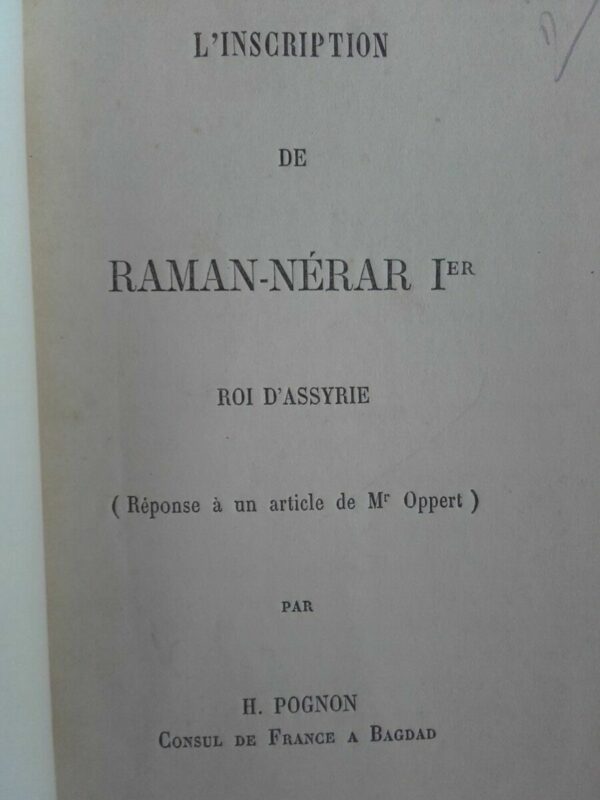 L'INSCRIPTION
DE
RAMAN-NÉRAR IER
ROI D'ASSYRIE
(Réponse à un article de Mr Oppert)
PAR
H. POGNON
CONSUL DE FRANCE A BAGDAD